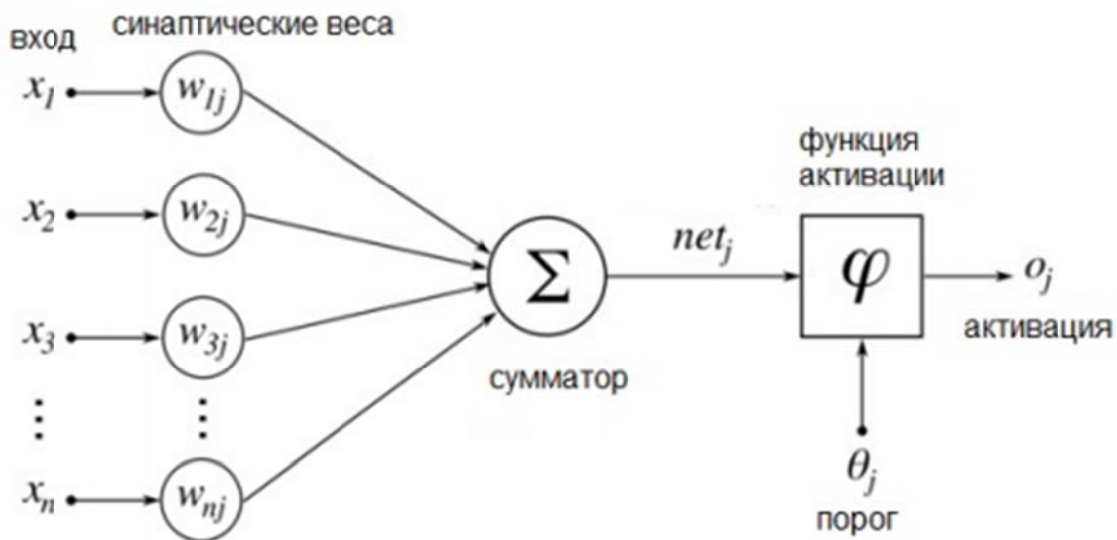 вход
синаптические веса
x₁
w₁ⱼ
x₂
w₂ⱼ
x₃
w₃ⱼ
⋮
⋮
xₙ
wₙⱼ
Σ
сумматор
netⱼ
функция
активации
φ
oⱼ
активация
θⱼ
порог